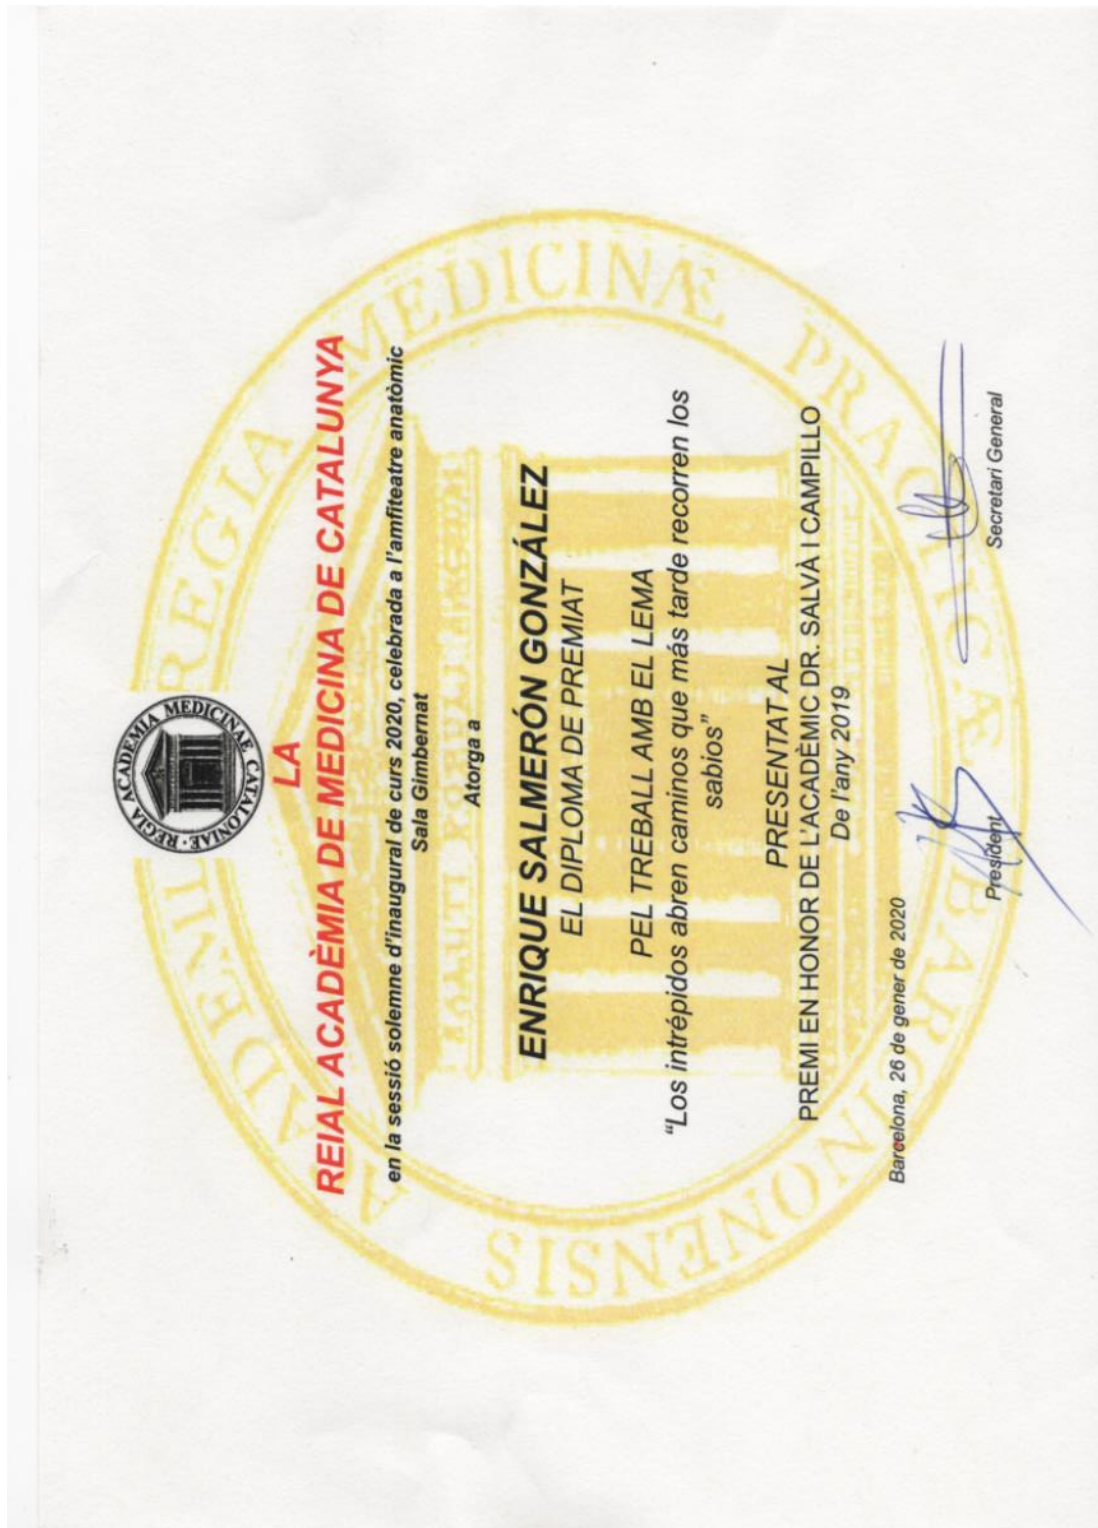 REGIA ACADEMIA MEDICINAE CATALONIAE
LA
REIAL ACADÈMIA DE MEDICINA DE CATALUNYA
en la sessió solemne d'inaugural de curs 2020, celebrada a l'amfiteatre anatòmic
Sala Gimbernat
Atorga a
ENRIQUE SALMERÓN GONZÁLEZ
EL DIPLOMA DE PREMIAT
PEL TREBALL AMB EL LEMA
“Los intrépidos abren caminos que más tarde recorren los
sabios”
PRESENTAT AL
PREMI EN HONOR DE L'ACADÈMIC DR. SALVÀ I CAMPILLO
De l'any 2019
Barcelona, 26 de gener de 2020
President
Secretari General
REGIA MEDICINÆ PRACTICÆ BARCINONENSIS